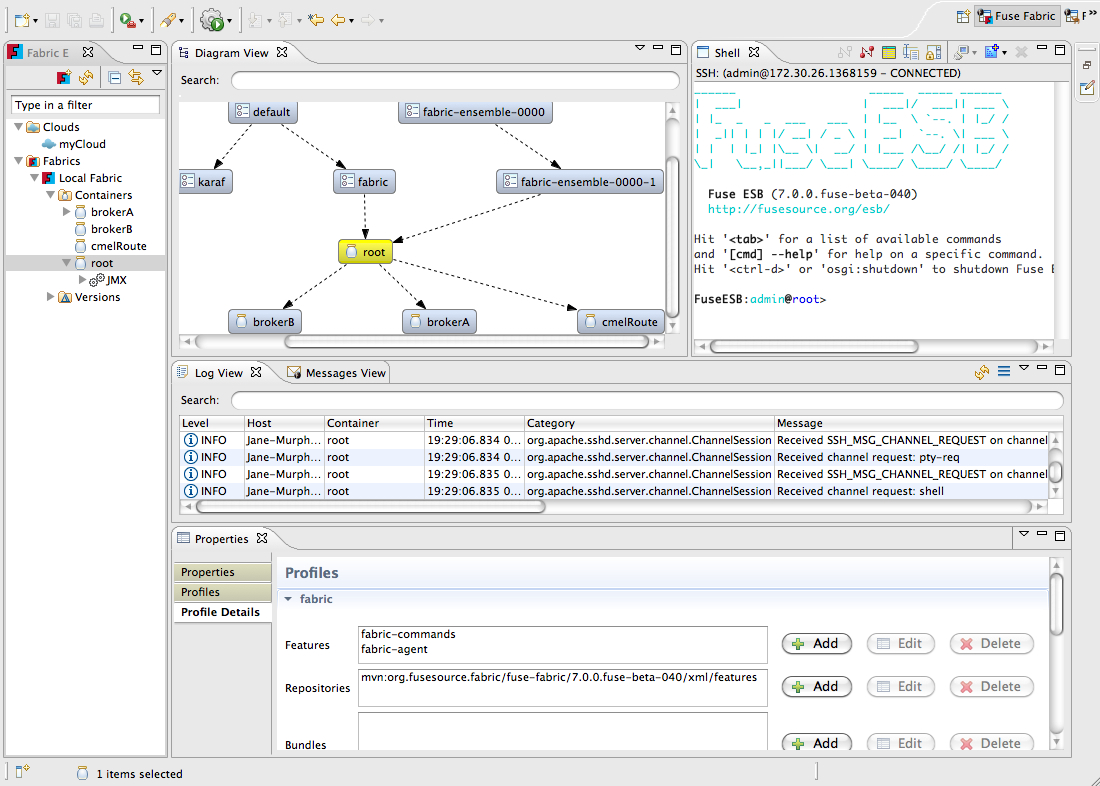 Fuse Fabric
F
Fabric E
Type in a filter
Clouds
myCloud
Fabrics
Local Fabric
Containers
brokerA
brokerB
cmelRoute
root
JMX
Versions
Diagram View
Search:
default
fabric-ensemble-0000
karaf
fabric
fabric-ensemble-0000-1
root
brokerB
brokerA
cmelRoute
Shell
SSH: (admin@172.30.26.1368159 - CONNECTED)
Fuse ESB (7.0.0.fuse-beta-040)
http://fusesource.org/esb/
Hit '<tab>' for a list of available commands
and '[cmd] --help' for help on a specific command.
Hit '<ctrl-d>' or 'osgi:shutdown' to shutdown Fuse E
FuseESB:admin@root>
Log View
Messages View
Search:
Level Host Container Time Category Message
INFO Jane-Murph... root 19:29:06.834 0... org.apache.sshd.server.channel.ChannelSession Received SSH_MSG_CHANNEL_REQUEST on channel
INFO Jane-Murph... root 19:29:06.834 0... org.apache.sshd.server.channel.ChannelSession Received channel request: pty-req
INFO Jane-Murph... root 19:29:06.835 0... org.apache.sshd.server.channel.ChannelSession Received SSH_MSG_CHANNEL_REQUEST on channel
INFO Jane-Murph... root 19:29:06.835 0... org.apache.sshd.server.channel.ChannelSession Received channel request: shell
Properties
Properties
Profiles
Profile Details
Profiles
fabric
Features
fabric-commands
fabric-agent
Add Edit Delete
Repositories
mvn:org.fusesource.fabric/fuse-fabric/7.0.0.fuse-beta-040/xml/features
Add Edit Delete
Bundles
Add Edit Delete
1 items selected